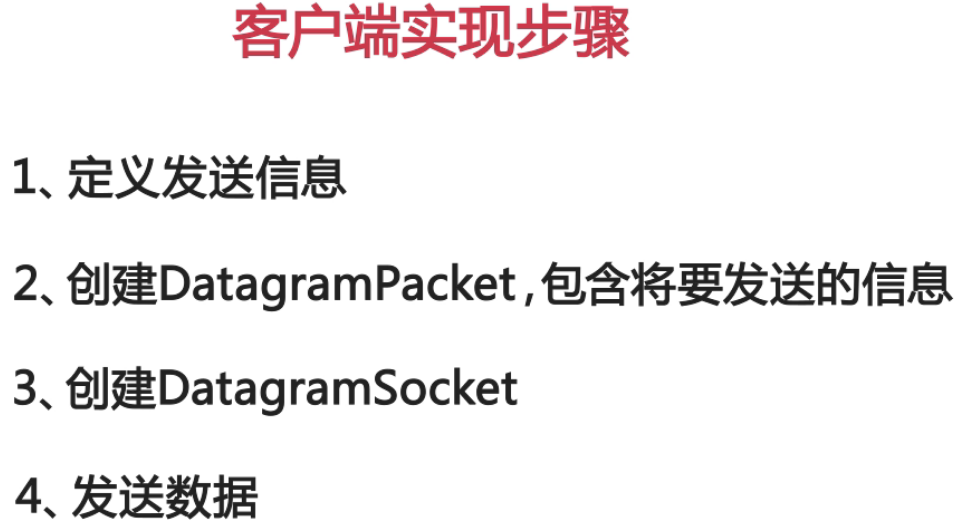 客户端实现步骤
1、定义发送信息
2、创建DatagramPacket,包含将要发送的信息
3、创建DatagramSocket
4、发送数据